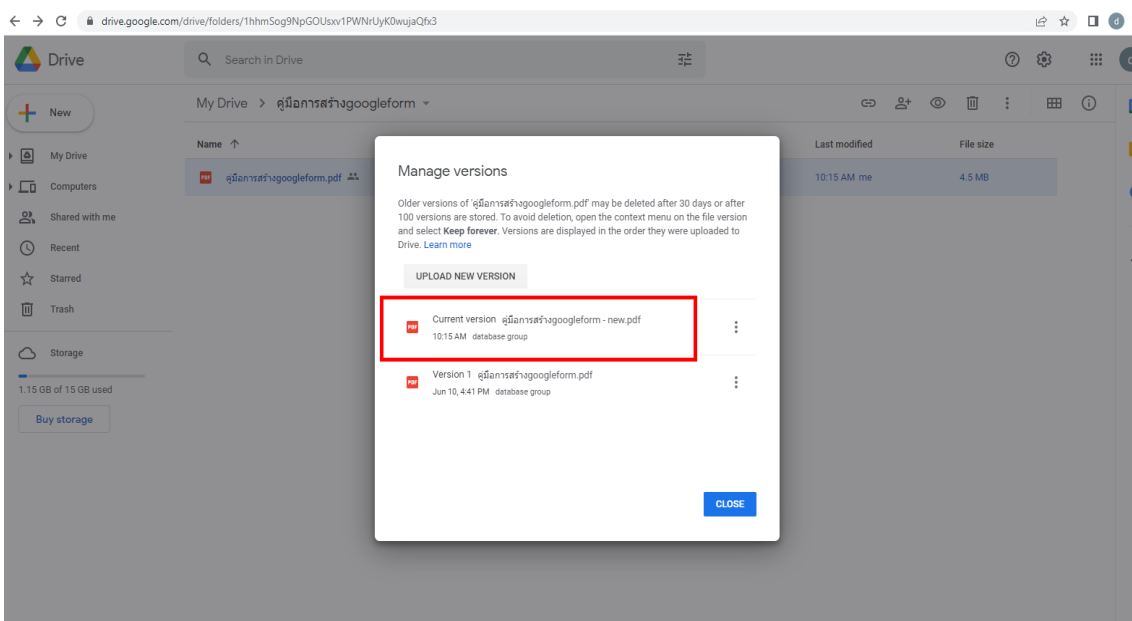 drive.google.com/drive/folders/1hhmSog9NpGOUsxv1PWNrUyK0wujaQfx3
d
Drive
Search in Drive
New
My Drive > คู่มือการสร้างgoogleform
Name
Last modified
File size
My Drive
คู่มือการสร้างgoogleform.pdf
10:15 AM me
4.5 MB
Computers
Shared with me
Recent
Starred
Trash
Storage
1.15 GB of 15 GB used
Buy storage
Manage versions
Older versions of 'คู่มือการสร้างgoogleform.pdf' may be deleted after 30 days or after
100 versions are stored. To avoid deletion, open the context menu on the file version
and select Keep forever. Versions are displayed in the order they were uploaded to
Drive. Learn more
UPLOAD NEW VERSION
PDF
Current version คู่มือการสร้างgoogleform - new.pdf
10:15 AM database group
PDF
Version 1 คู่มือการสร้างgoogleform.pdf
Jun 10, 4:41 PM database group
CLOSE